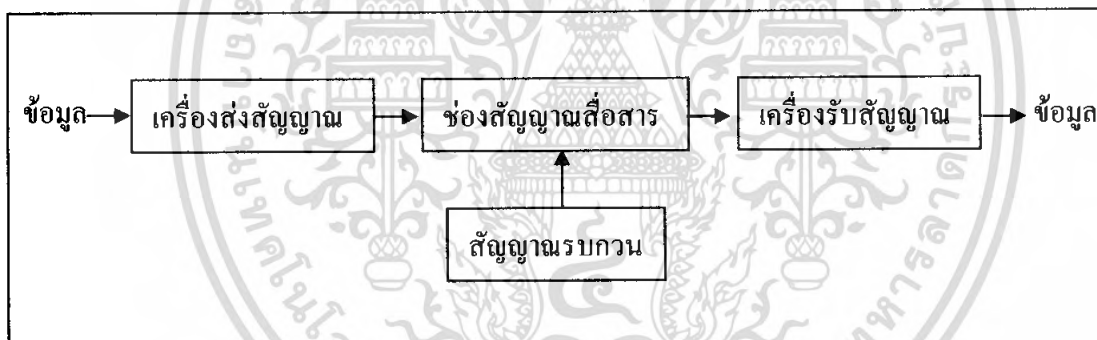 ข้อมูล
เครื่องส่งสัญญาณ
ช่องสัญญาณสื่อสาร
เครื่องรับสัญญาณ
ข้อมูล
สัญญาณรบกวน